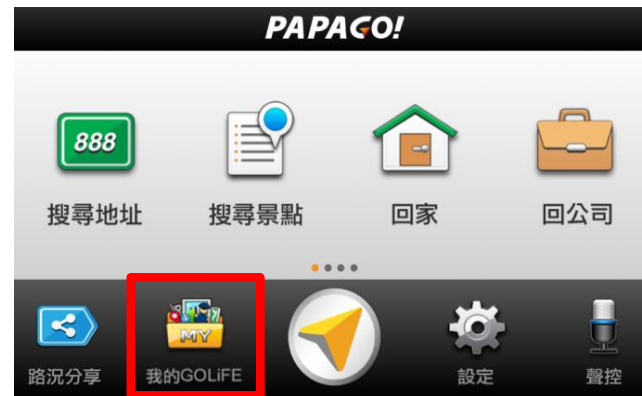 PAPAGO!
888
搜尋地址
搜尋景點
回家
回公司
MY
路況分享
我的GOLiFE
設定
聲控